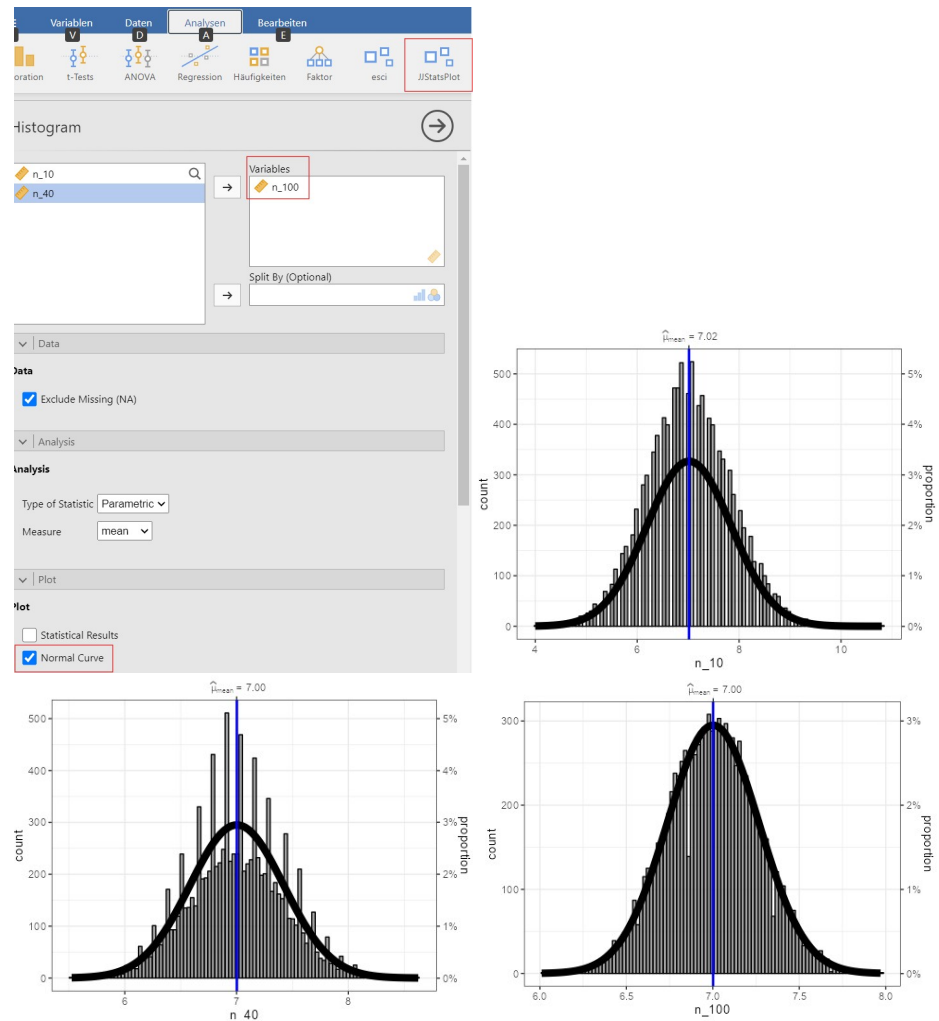 Variablen Daten Analysen Bearbeiten
V D A E
oration t-Tests ANOVA Regression Häufigkeiten Faktor esci JJStatsPlot
Histogram
n_10
n_40
Variables
n_100
Split By (Optional)
Data
Data
Exclude Missing (NA)
Analysis
Analysis
Type of Statistic Parametric
Measure mean
Plot
Plot
Statistical Results
Normal Curve
μ̂mean = 7.02
500
400
300
200
100
0
count
5%
4%
3%
2%
1%
0%
proportion
4 6 8 10
n_10
μ̂mean = 7.00
500
400
300
200
100
0
count
5%
4%
3%
2%
1%
0%
proportion
6 7 8
n_40
μ̂mean = 7.00
300
200
100
0
count
3%
2%
1%
0%
proportion
6.0 6.5 7.0 7.5 8.0
n_100